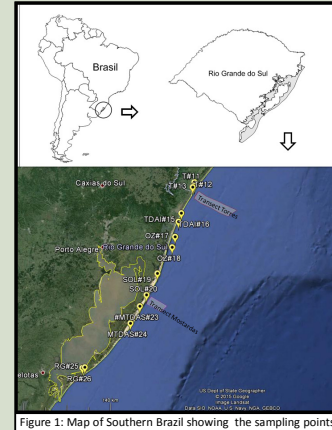 Brasil
Rio Grande do Sul
T#11
T#13 T#12
Caxias do Sul
Transect Torres
TDAI#15
TDAI#16
OZ#17
Porto Alegre Rio Grande do Sul
OZ#18
SOL#19
SOL#20
Transect Mostardas
#MTDAS#23
MTDAS#24
RG#25
elotas
RG#26
US Dept of State Geographer
© 2015 Google
Image Landsat
Data SIO, NOAA, U.S. Navy, NGA, GEBCO
Figure 1: Map of Southern Brazil showing the sampling point